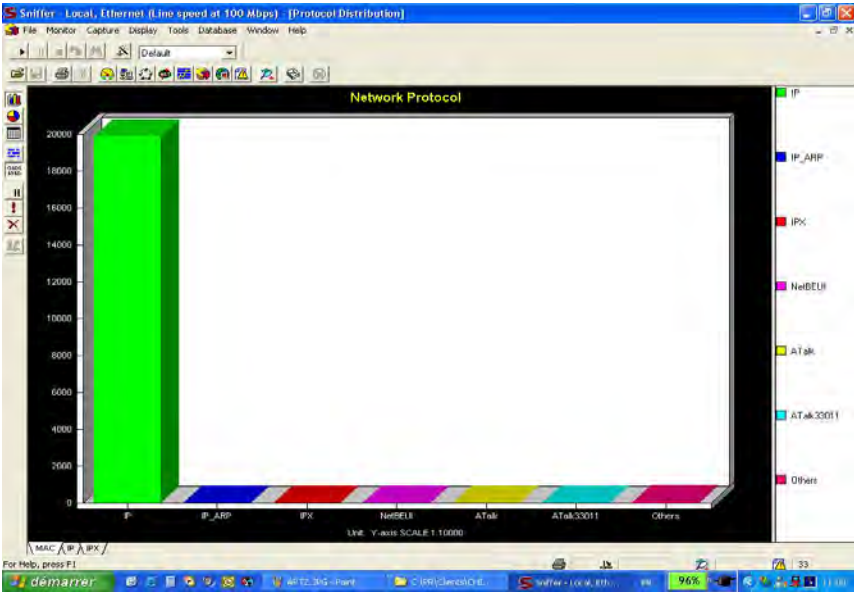 Sniffer - Local, Ethernet (Line speed at 100 Mbps) - [Protocol Distribution]
File Monitor Capture Display Tools Database Window Help
Default
Network Protocol
20000
18000
16000
14000
12000
10000
8000
6000
4000
2000
0
IP IP_ARP IPX NetBEUI ATalk ATalk33011 Others
Unit: Y-axis SCALE 1:10000
IP
IP_ARP
IPX
NetBEUI
ATalk
ATalk33011
Others
MAC IP IPX
For Help, press F1
33
démarrer
Sniffer - Local, Eth...
96%